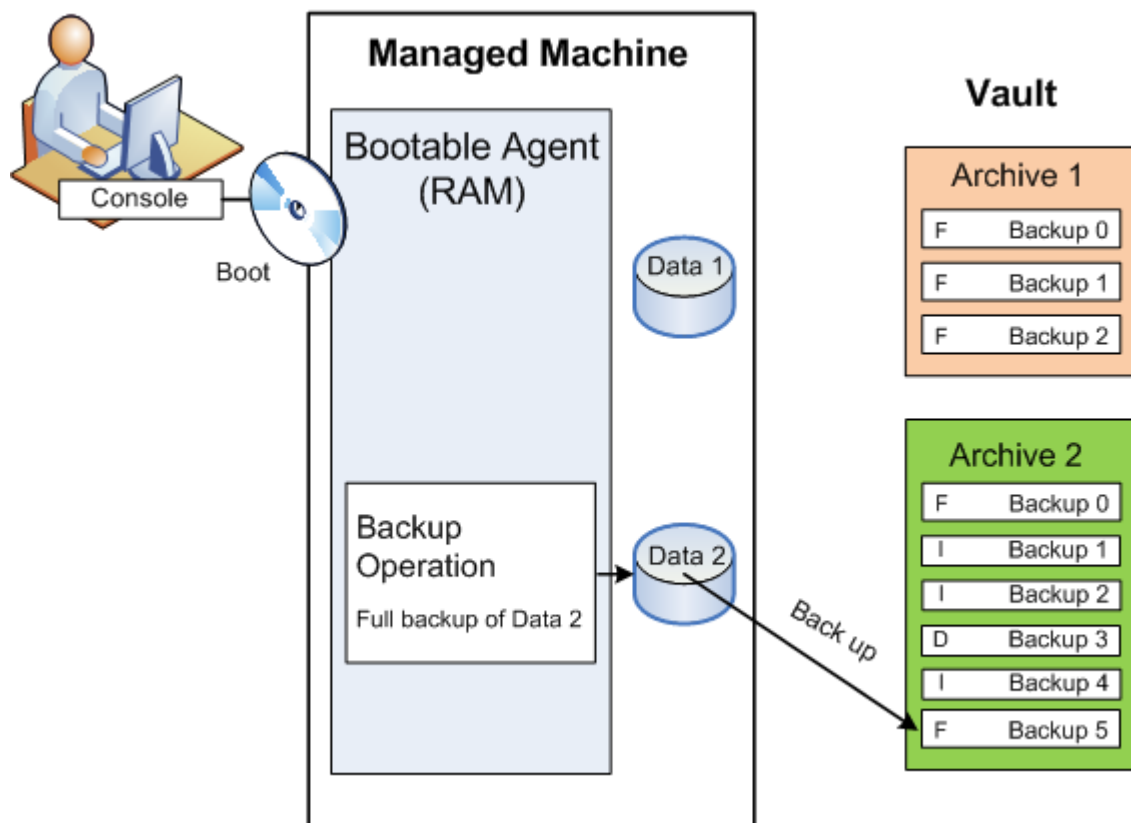 Managed Machine
Bootable Agent
(RAM)
Console
Boot
Data 1
Backup
Operation
Full backup of Data 2
Data 2
Back up
Vault
Archive 1
F Backup 0
F Backup 1
F Backup 2
Archive 2
F Backup 0
I Backup 1
I Backup 2
D Backup 3
I Backup 4
F Backup 5